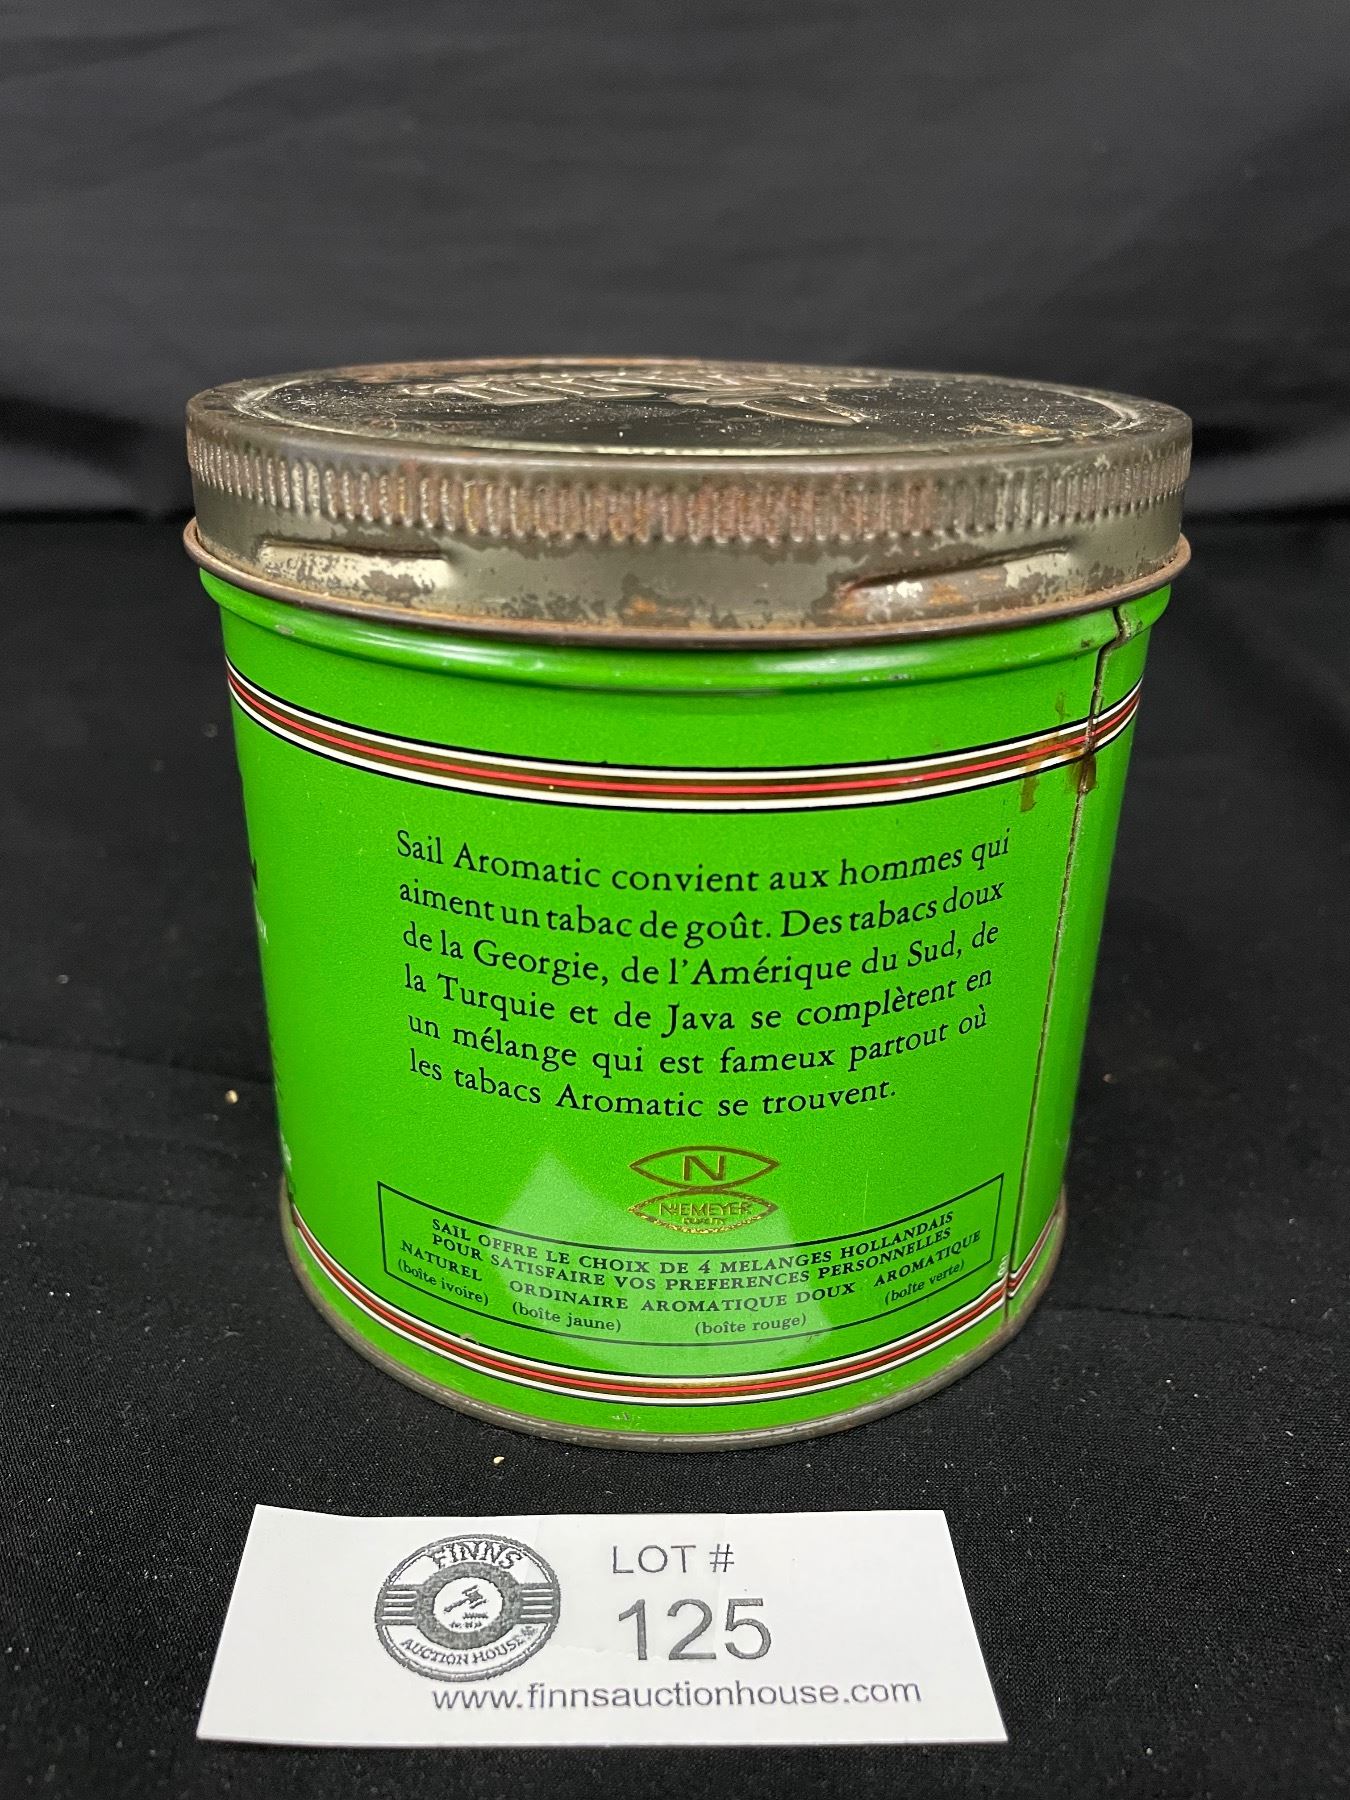 Sail Aromatic convient aux hommes qui
aiment un tabac de goût. Des tabacs doux
de la Georgie, de l'Amérique du Sud, de
la Turquie et de Java se complètent en
un mélange qui est fameux partout où
les tabacs Aromatic se trouvent.
N
NIEMEYER
QUALITY
SAIL OFFRE LE CHOIX DE 4 MELANGES HOLLANDAIS
POUR SATISFAIRE VOS PREFERENCES PERSONNELLES
NATUREL ORDINAIRE AROMATIQUE DOUX AROMATIQUE
(boîte ivoire) (boîte jaune) (boîte rouge) (boîte verte)
FINNS
AUCTION HOUSE
LOT #
125
www.finnsauctionhouse.com